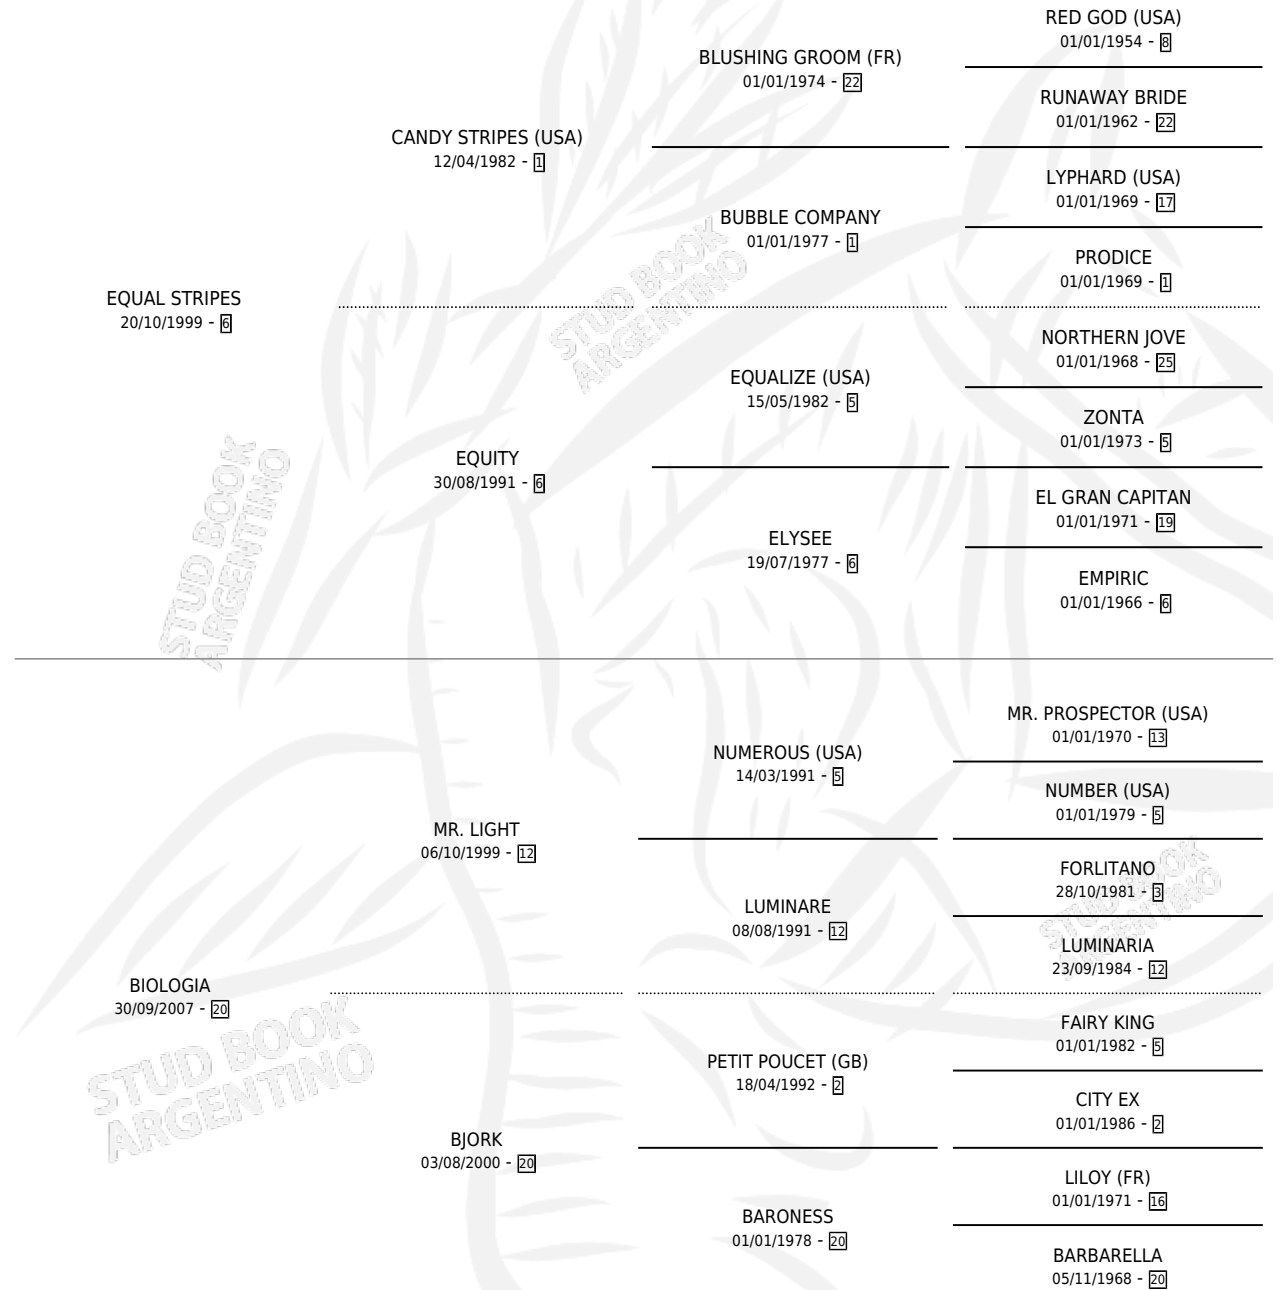 RED GOD (USA)
01/01/1954 - 8
BLUSHING GROOM (FR)
01/01/1974 - 22
RUNAWAY BRIDE
01/01/1962 - 22
CANDY STRIPES (USA)
12/04/1982 - 1
LYPHARD (USA)
01/01/1969 - 17
BUBBLE COMPANY
01/01/1977 - 1
PRODICE
01/01/1969 - 1
EQUAL STRIPES
20/10/1999 - 6
NORTHERN JOVE
01/01/1968 - 25
EQUALIZE (USA)
15/05/1982 - 5
ZONTA
01/01/1973 - 5
EQUITY
30/08/1991 - 6
EL GRAN CAPITAN
01/01/1971 - 19
ELYSEE
19/07/1977 - 6
EMPIRIC
01/01/1966 - 6
MR. PROSPECTOR (USA)
01/01/1970 - 13
NUMEROUS (USA)
14/03/1991 - 5
NUMBER (USA)
01/01/1979 - 5
MR. LIGHT
06/10/1999 - 12
FORLITANO
28/10/1981 - 3
LUMINARE
08/08/1991 - 12
LUMINARIA
23/09/1984 - 12
BIOLOGIA
30/09/2007 - 20
FAIRY KING
01/01/1982 - 5
PETIT POUCET (GB)
18/04/1992 - 2
CITY EX
01/01/1986 - 2
BJORK
03/08/2000 - 20
LILOY (FR)
01/01/1971 - 16
BARONESS
01/01/1978 - 20
BARBARELLA
05/11/1968 - 20
STUD BOOK
ARGENTINO
STUD BOOK
ARGENTINO
STUD BOOK
ARGENTINO
STUD BOOK
ARGENTINO